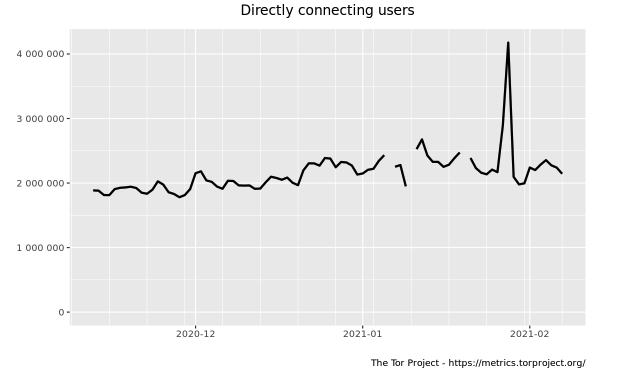 Directly connecting users
4 000 000
3 000 000
2 000 000
1 000 000
0
2020-12
2021-01
2021-02
The Tor Project - https://metrics.torproject.org/